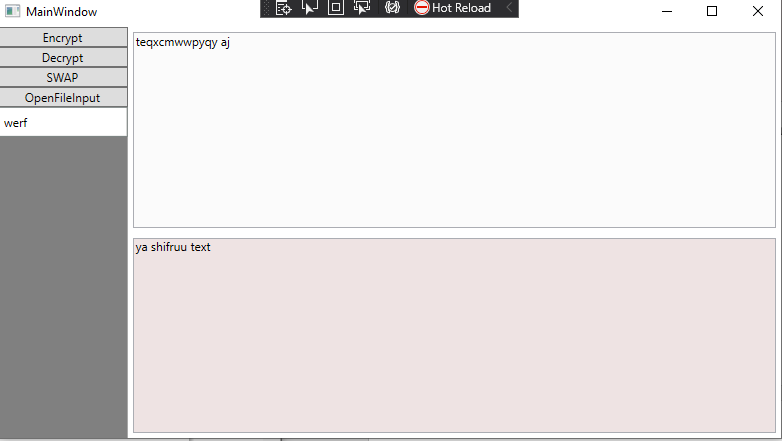 MainWindow
Hot Reload
Encrypt
Decrypt
SWAP
OpenFileInput
werf
teqxcmwwpyqy aj
ya shifruu text